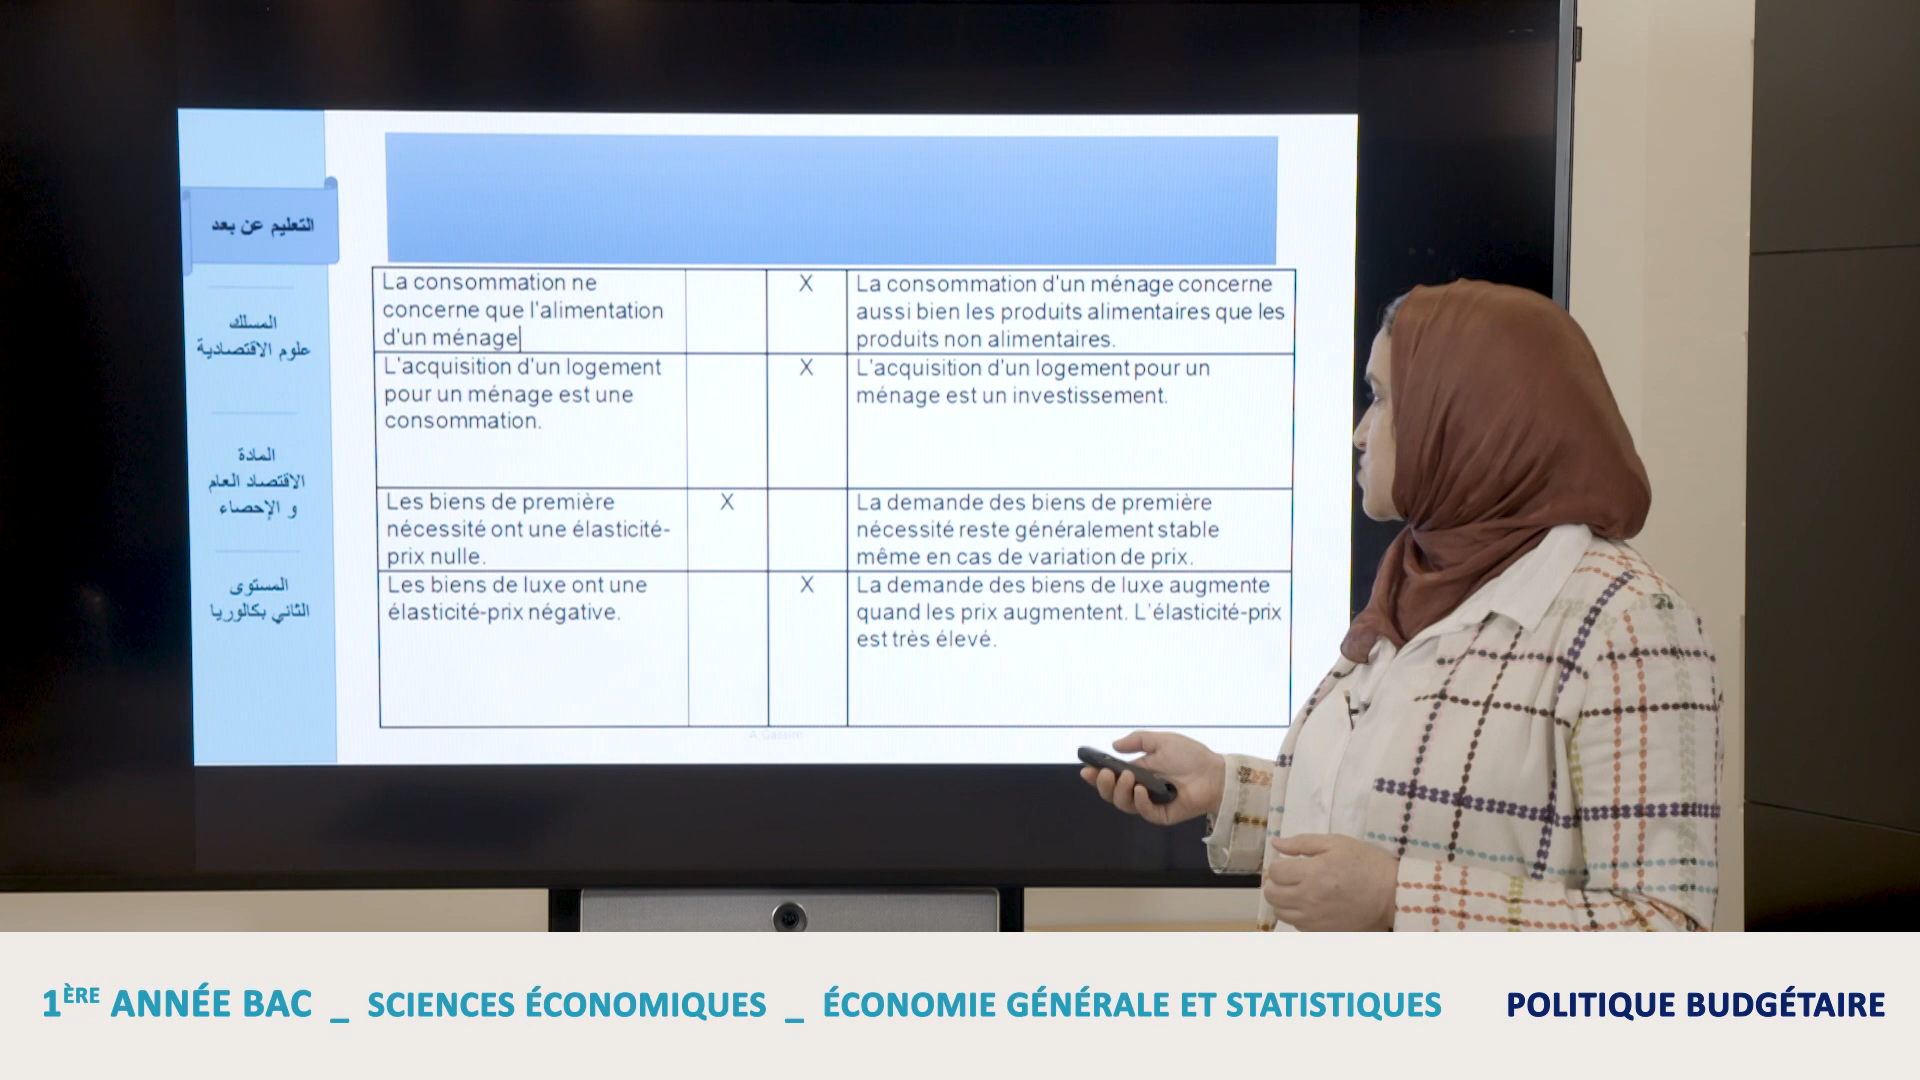 التعليم عن بعد
المسلك
علوم الاقتصادية
المادة
الاقتصاد العام
و الإحصاء
المستوى
الثاني بكالوريا
La consommation ne
concerne que l'alimentation
d'un ménage
X
La consommation d'un ménage concerne
aussi bien les produits alimentaires que les
produits non alimentaires.
L'acquisition d'un logement
pour un ménage est une
consommation.
X
L'acquisition d'un logement pour un
ménage est un investissement.
Les biens de première
nécessité ont une élasticité-
prix nulle.
X
La demande des biens de première
nécessité reste généralement stable
même en cas de variation de prix.
Les biens de luxe ont une
élasticité-prix négative.
X
La demande des biens de luxe augmente
quand les prix augmentent. L'élasticité-prix
est très élevé.
1ÈRE ANNÉE BAC _ SCIENCES ÉCONOMIQUES _ ÉCONOMIE GÉNÉRALE ET STATISTIQUES POLITIQUE BUDGÉTAIRE